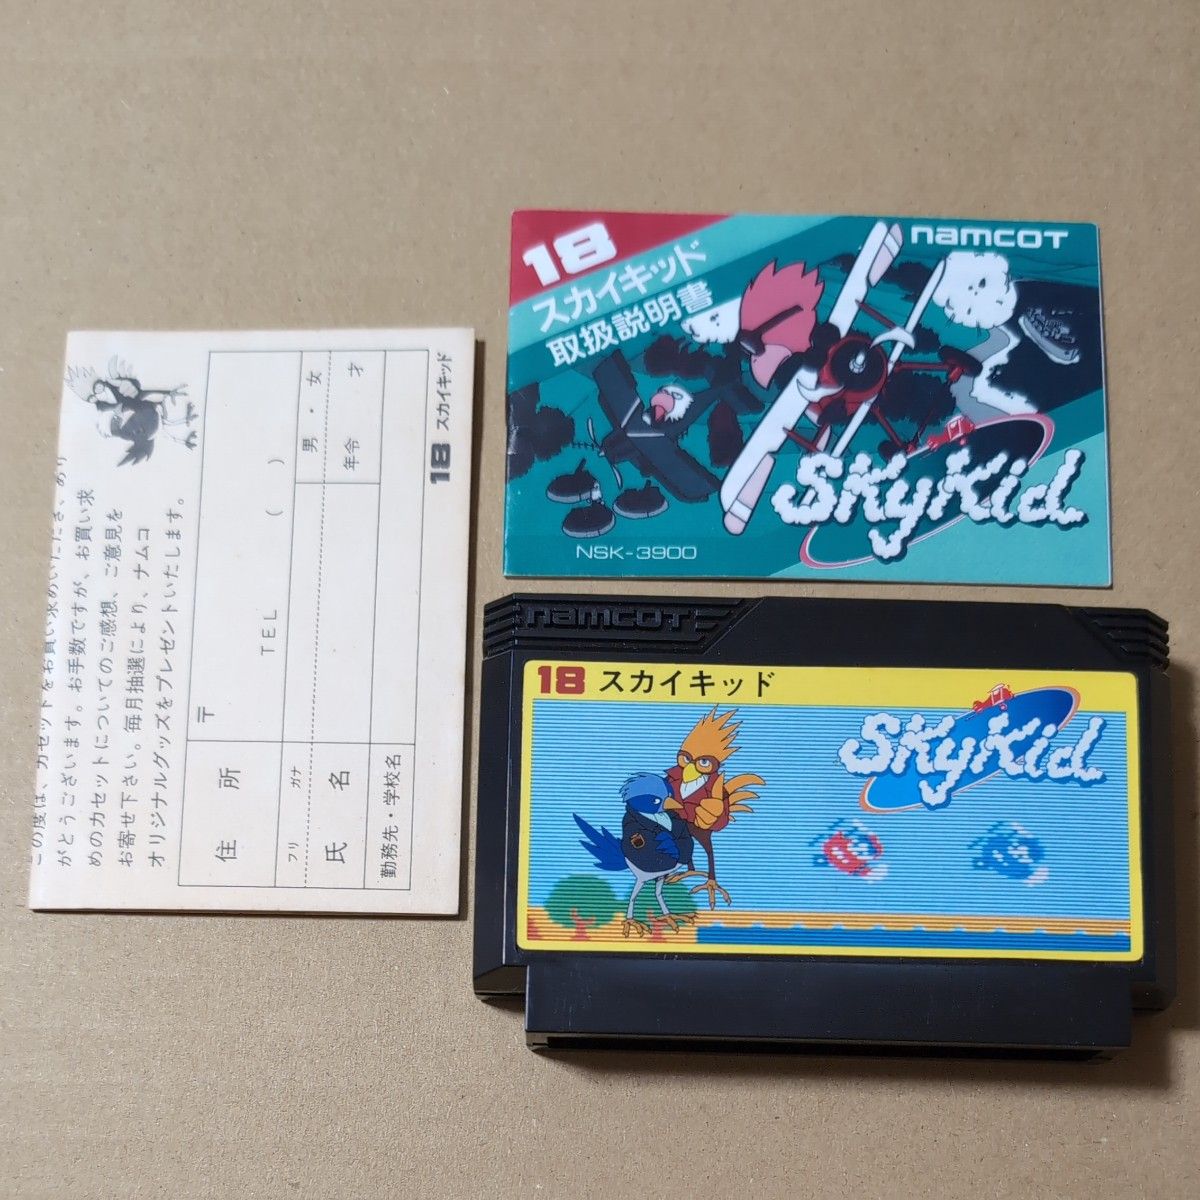 18
スカイキッド
取扱説明書
namcot
SkyKid
NSK-3900
namcot
18 スカイキッド
SkyKid
この度は、カセットをお買い求めいただき、あり
がとうございます。お手数ですが、お買い求
めのカセットについてのご感想、ご意見を
お寄せ下さい。毎月抽選により、ナムコ
オリジナルグッズをプレゼントいたします。
住所
〒
TEL ( )
フリ ガナ
氏名
男・女
年令
才
勤務先・学校名
18 スカイキッド